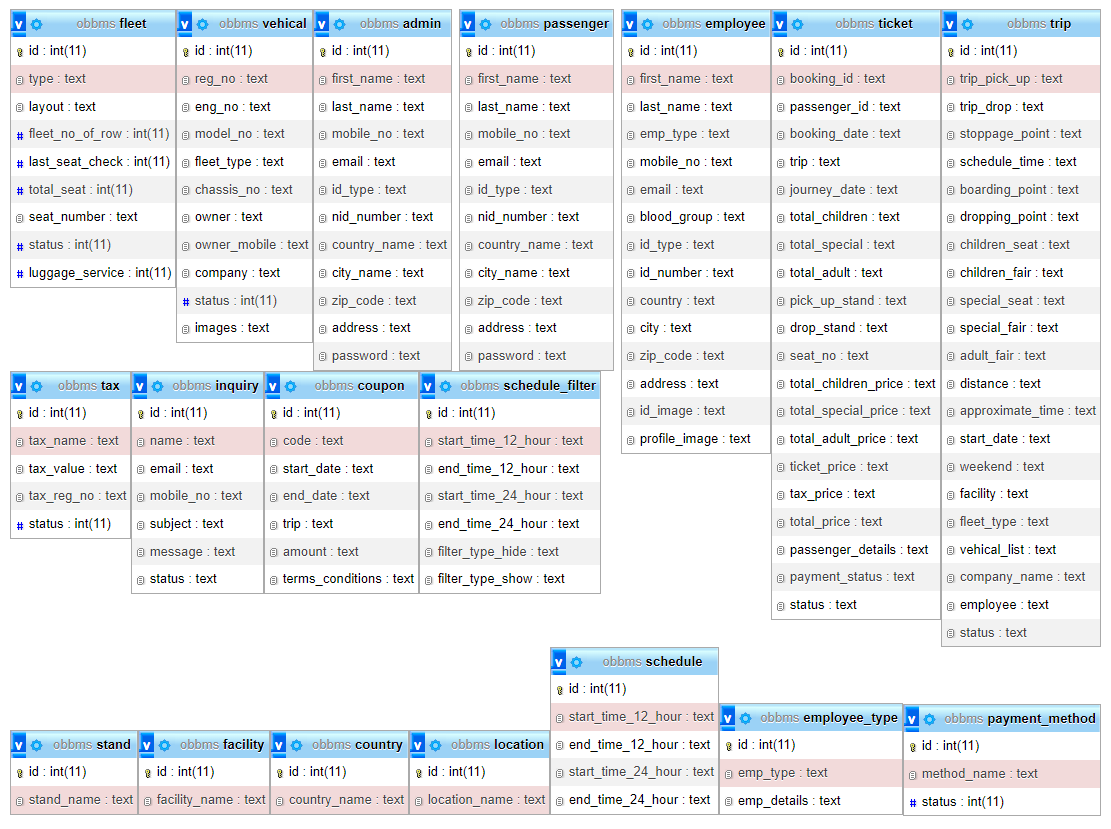 obbms fleet
id : int(11)
type : text
layout : text
fleet_no_of_row : int(11)
last_seat_check : int(11)
total_seat : int(11)
seat_number : text
status : int(11)
luggage_service : int(11)
obbms vehical
id : int(11)
reg_no : text
eng_no : text
model_no : text
fleet_type : text
chassis_no : text
owner : text
owner_mobile : text
company : text
status : int(11)
images : text
obbms admin
id : int(11)
first_name : text
last_name : text
mobile_no : text
email : text
id_type : text
nid_number : text
country_name : text
city_name : text
zip_code : text
address : text
password : text
obbms passenger
id : int(11)
first_name : text
last_name : text
mobile_no : text
email : text
id_type : text
nid_number : text
country_name : text
city_name : text
zip_code : text
address : text
password : text
obbms employee
id : int(11)
first_name : text
last_name : text
emp_type : text
mobile_no : text
email : text
blood_group : text
id_type : text
id_number : text
country : text
city : text
zip_code : text
address : text
id_image : text
profile_image : text
obbms ticket
id : int(11)
booking_id : text
passenger_id : text
booking_date : text
trip : text
journey_date : text
total_children : text
total_special : text
total_adult : text
pick_up_stand : text
drop_stand : text
seat_no : text
total_children_price : text
total_special_price : text
total_adult_price : text
ticket_price : text
tax_price : text
total_price : text
passenger_details : text
payment_status : text
status : text
obbms trip
id : int(11)
trip_pick_up : text
trip_drop : text
stoppage_point : text
schedule_time : text
boarding_point : text
dropping_point : text
children_seat : text
children_fair : text
special_seat : text
special_fair : text
adult_fair : text
distance : text
approximate_time : text
start_date : text
weekend : text
facility : text
fleet_type : text
vehical_list : text
company_name : text
employee : text
status : text
obbms tax
id : int(11)
tax_name : text
tax_value : text
tax_reg_no : text
status : int(11)
obbms inquiry
id : int(11)
name : text
email : text
mobile_no : text
subject : text
message : text
status : text
obbms coupon
id : int(11)
code : text
start_date : text
end_date : text
trip : text
amount : text
terms_conditions : text
obbms schedule_filter
id : int(11)
start_time_12_hour : text
end_time_12_hour : text
start_time_24_hour : text
end_time_24_hour : text
filter_type_hide : text
filter_type_show : text
obbms stand
id : int(11)
stand_name : text
obbms facility
id : int(11)
facility_name : text
obbms country
id : int(11)
country_name : text
obbms location
id : int(11)
location_name : text
obbms schedule
id : int(11)
start_time_12_hour : text
end_time_12_hour : text
start_time_24_hour : text
end_time_24_hour : text
obbms employee_type
id : int(11)
emp_type : text
emp_details : text
obbms payment_method
id : int(11)
method_name : text
status : int(11)